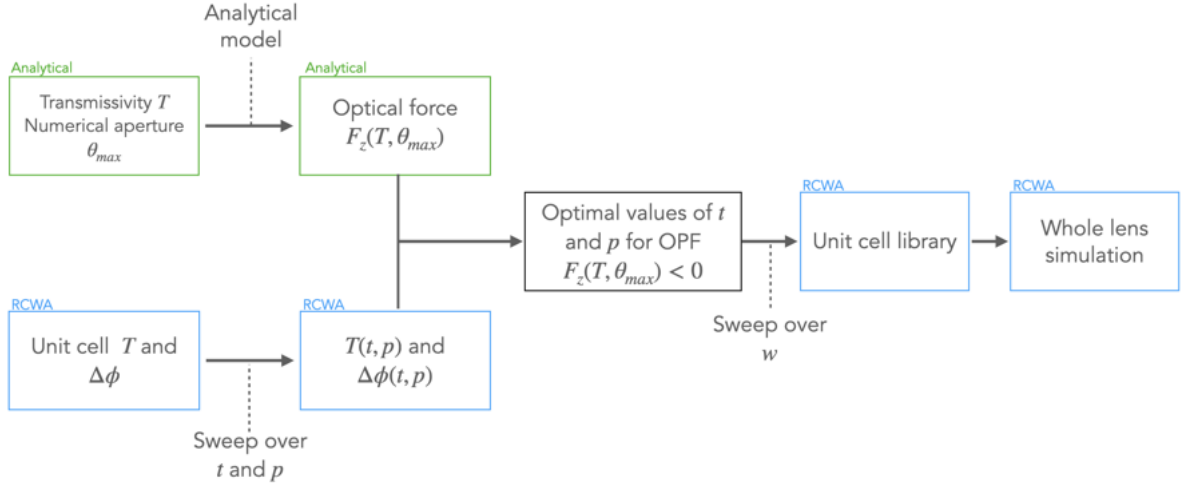 Analytical
model
Analytical
Transmissivity T
Numerical aperture
θmax
Analytical
Optical force
Fz(T, θmax)
Optimal values of t
and p for OPF
Fz(T, θmax) < 0
RCWA
Unit cell library
RCWA
Whole lens
simulation
Sweep over
w
RCWA
Unit cell T and
Δϕ
RCWA
T(t, p) and
Δϕ(t, p)
Sweep over
t and p